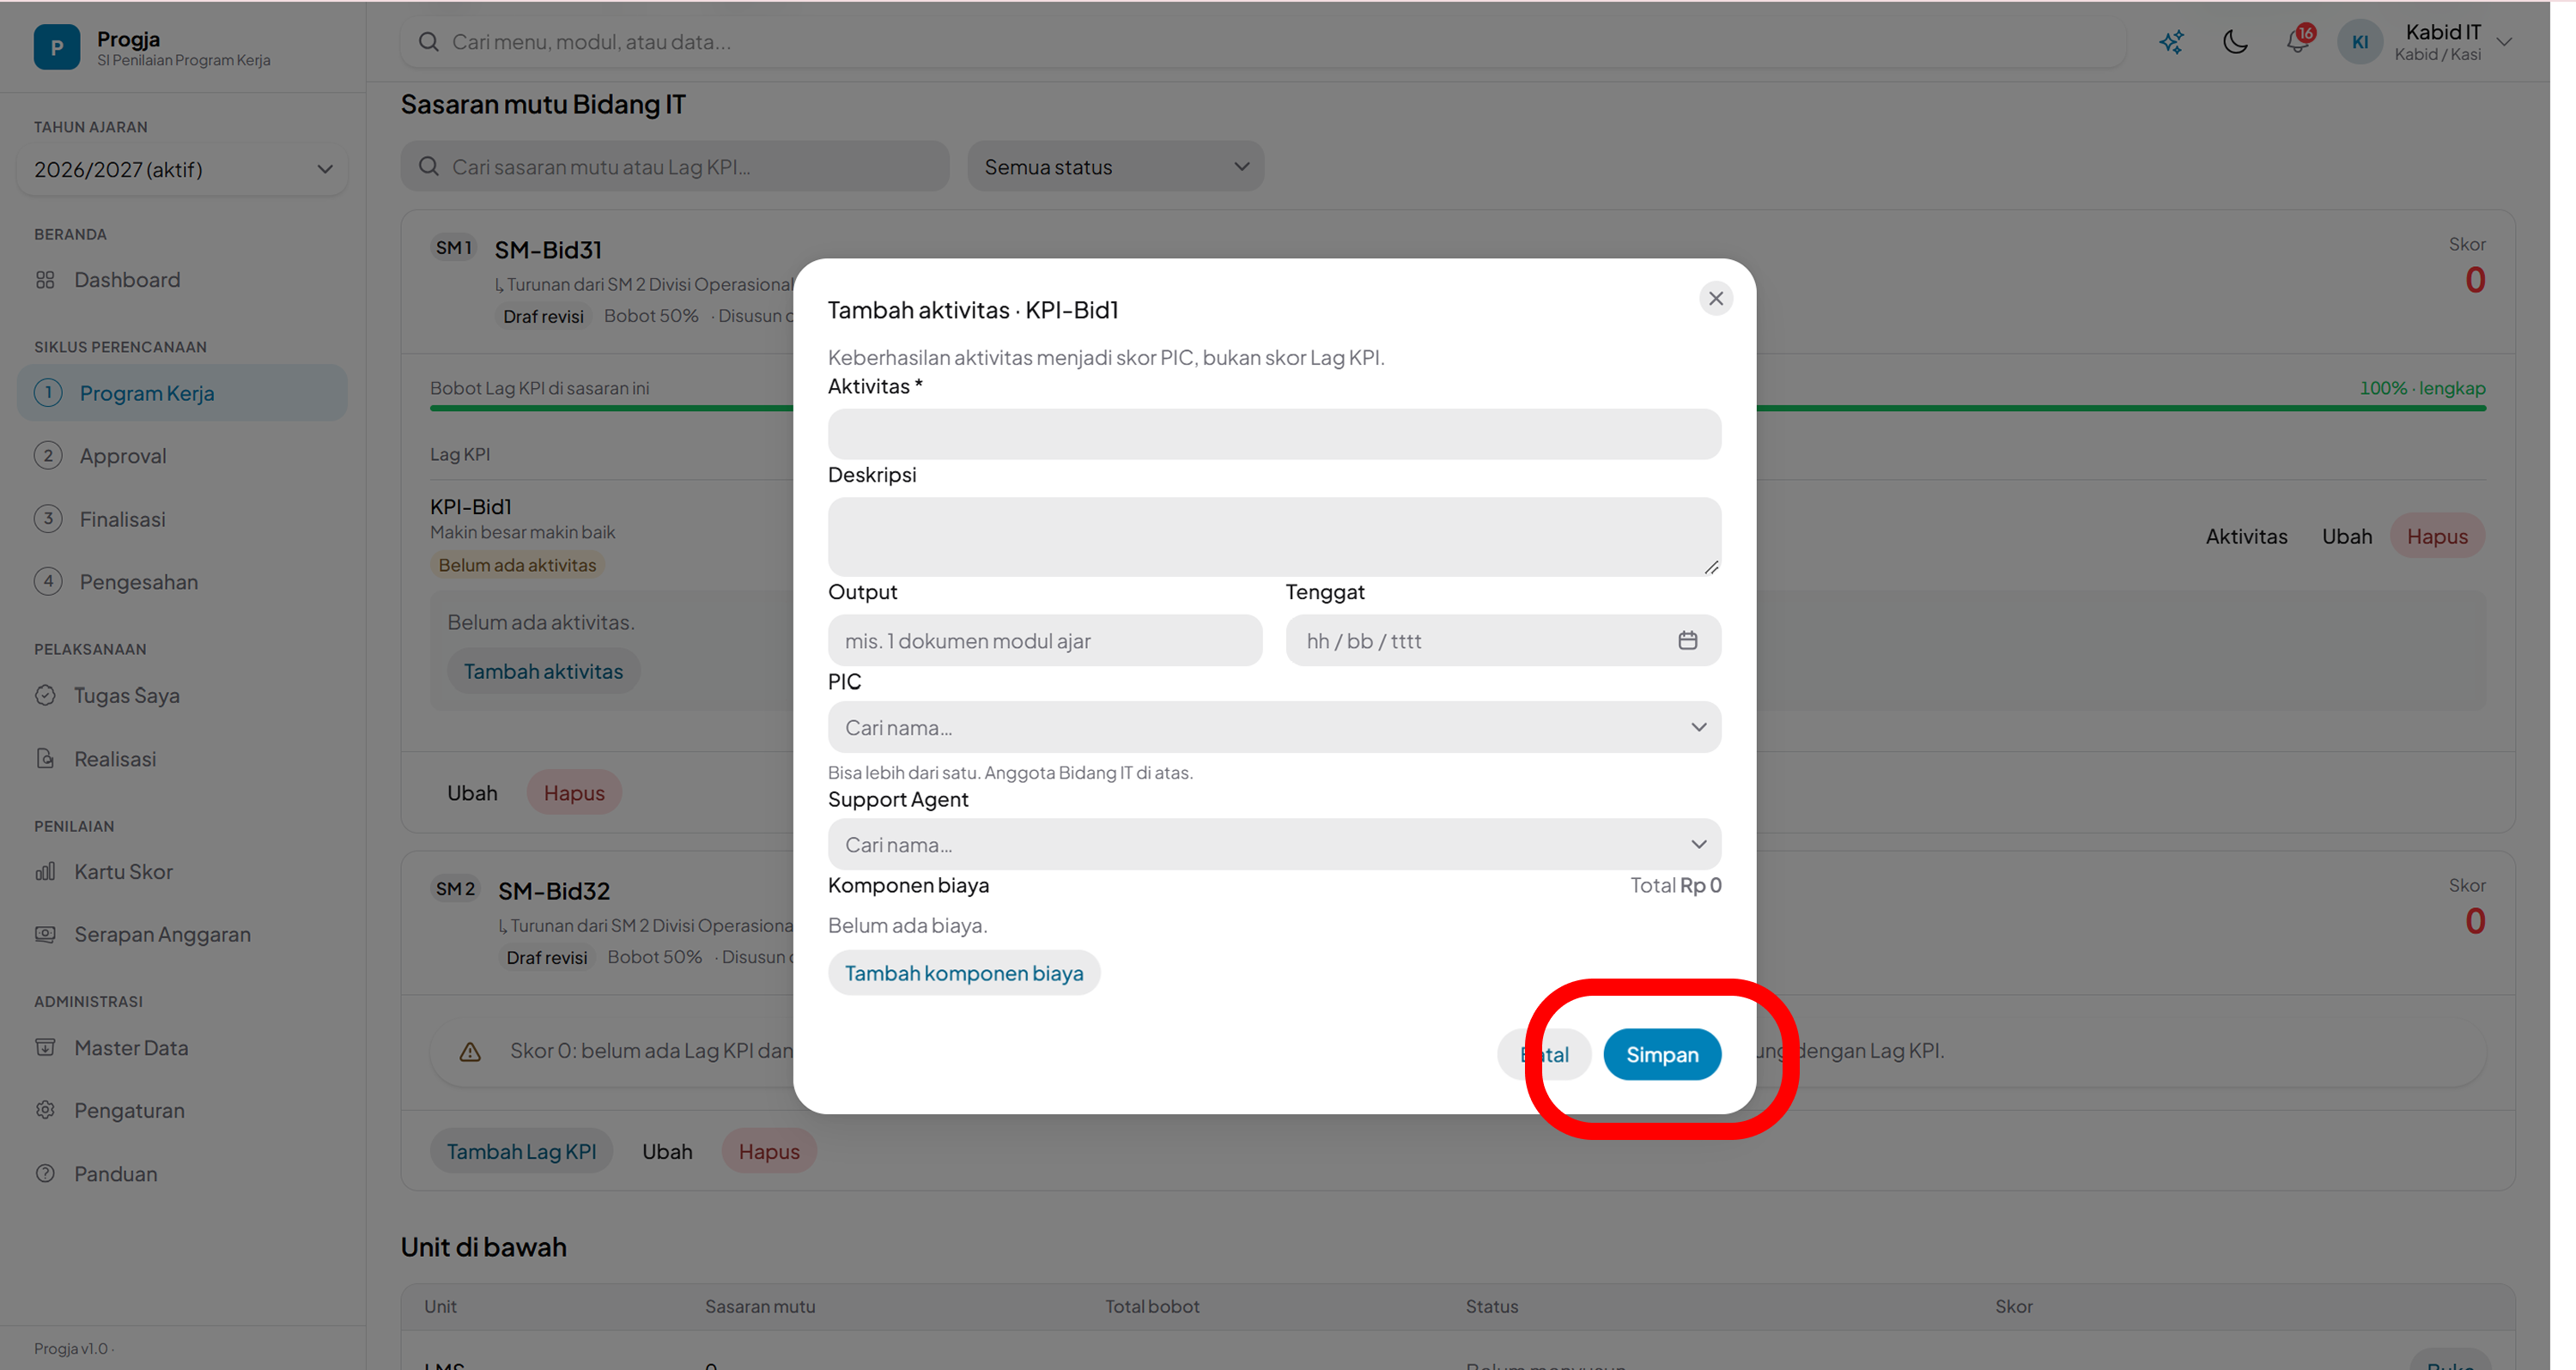 P
Progja
SI Penilaian Program Kerja
Cari menu, modul, atau data...
16
KI
Kabid IT
Kabid / Kasi
TAHUN AJARAN
2026/2027 (aktif)
BERANDA
Dashboard
SIKLUS PERENCANAAN
1 Program Kerja
2 Approval
3 Finalisasi
4 Pengesahan
PELAKSANAAN
Tugas Saya
Realisasi
PENILAIAN
Kartu Skor
Serapan Anggaran
ADMINISTRASI
Master Data
Pengaturan
Panduan
Progja v1.0 ·
Sasaran mutu Bidang IT
Cari sasaran mutu atau Lag KPI...
Semua status
SM 1 SM-Bid31
Skor
↳ Turunan dari SM 2 Divisi Operasional
0
Draf revisi Bobot 50% · Disusun
Bobot Lag KPI di sasaran ini
100% · lengkap
Lag KPI
KPI-Bid1
Makin besar makin baik
Belum ada aktivitas
Aktivitas Ubah Hapus
Belum ada aktivitas.
Tambah aktivitas
Ubah Hapus
SM 2 SM-Bid32
Skor
↳ Turunan dari SM 2 Divisi Operasiona
0
Draf revisi Bobot 50% · Disusun
Skor 0: belum ada Lag KPI dan
dengan Lag KPI.
Tambah Lag KPI Ubah Hapus
Unit di bawah
Unit Sasaran mutu Total bobot Status Skor
Tambah aktivitas · KPI-Bid1
Keberhasilan aktivitas menjadi skor PIC, bukan skor Lag KPI.
Aktivitas *
Deskripsi
Output Tenggat
mis. 1 dokumen modul ajar hh / bb / tttt
PIC
Cari nama...
Bisa lebih dari satu. Anggota Bidang IT di atas.
Support Agent
Cari nama...
Komponen biaya Total Rp 0
Belum ada biaya.
Tambah komponen biaya
Simpan